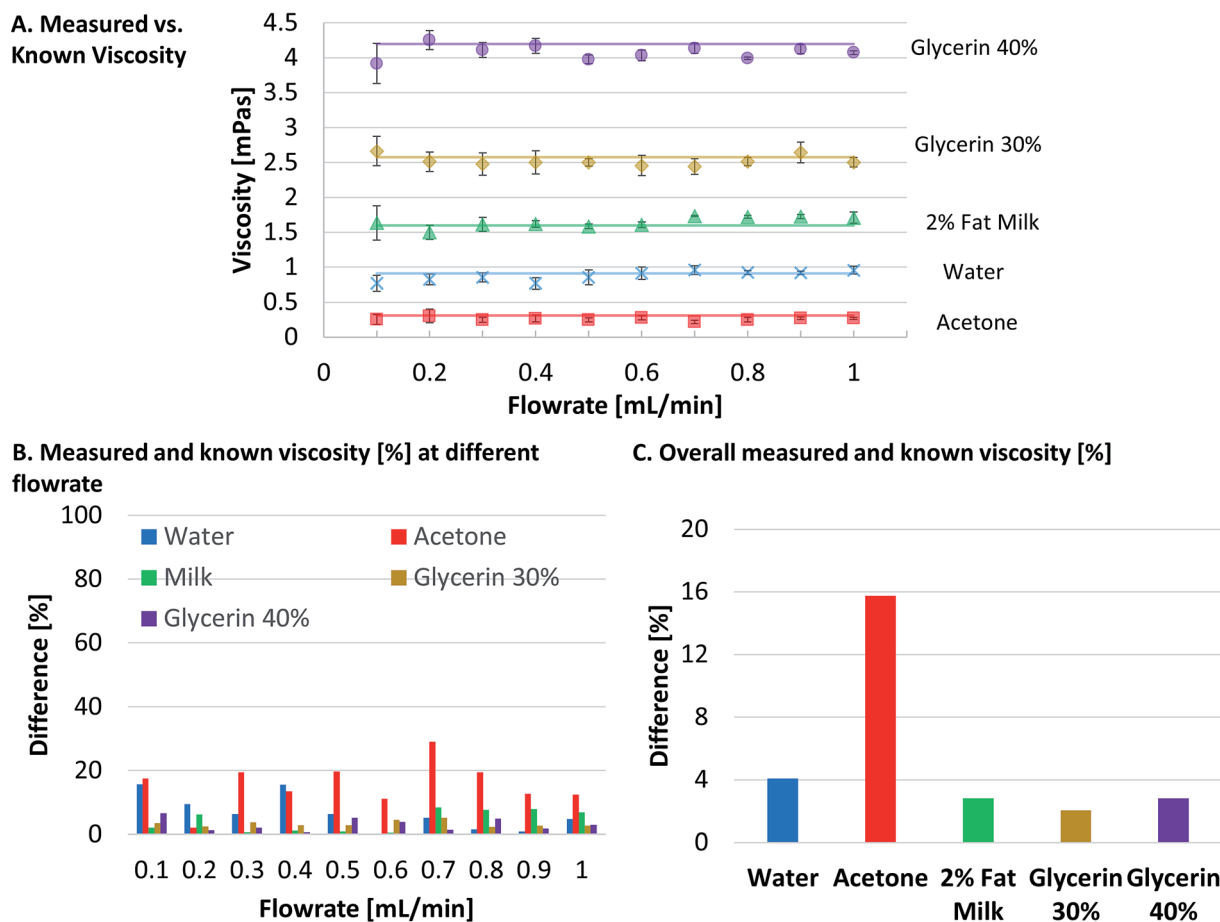 A. Measured vs.
Known Viscosity
4.5
4
3.5
3
2.5
2
1.5
1
0.5
0
Viscosity [mPas]
0
0.2
0.4
0.6
0.8
1
Flowrate [mL/min]
Glycerin 40%
Glycerin 30%
2% Fat Milk
Water
Acetone
B. Measured and known viscosity [%] at different
flowrate
100
80
60
40
20
0
Difference [%]
Water
Acetone
Milk
Glycerin 30%
Glycerin 40%
0.1
0.2
0.3
0.4
0.5
0.6
0.7
0.8
0.9
1
Flowrate [mL/min]
C. Overall measured and known viscosity [%]
20
16
12
8
4
0
Difference [%]
Water
Acetone
2% Fat
Milk
Glycerin
30%
Glycerin
40%